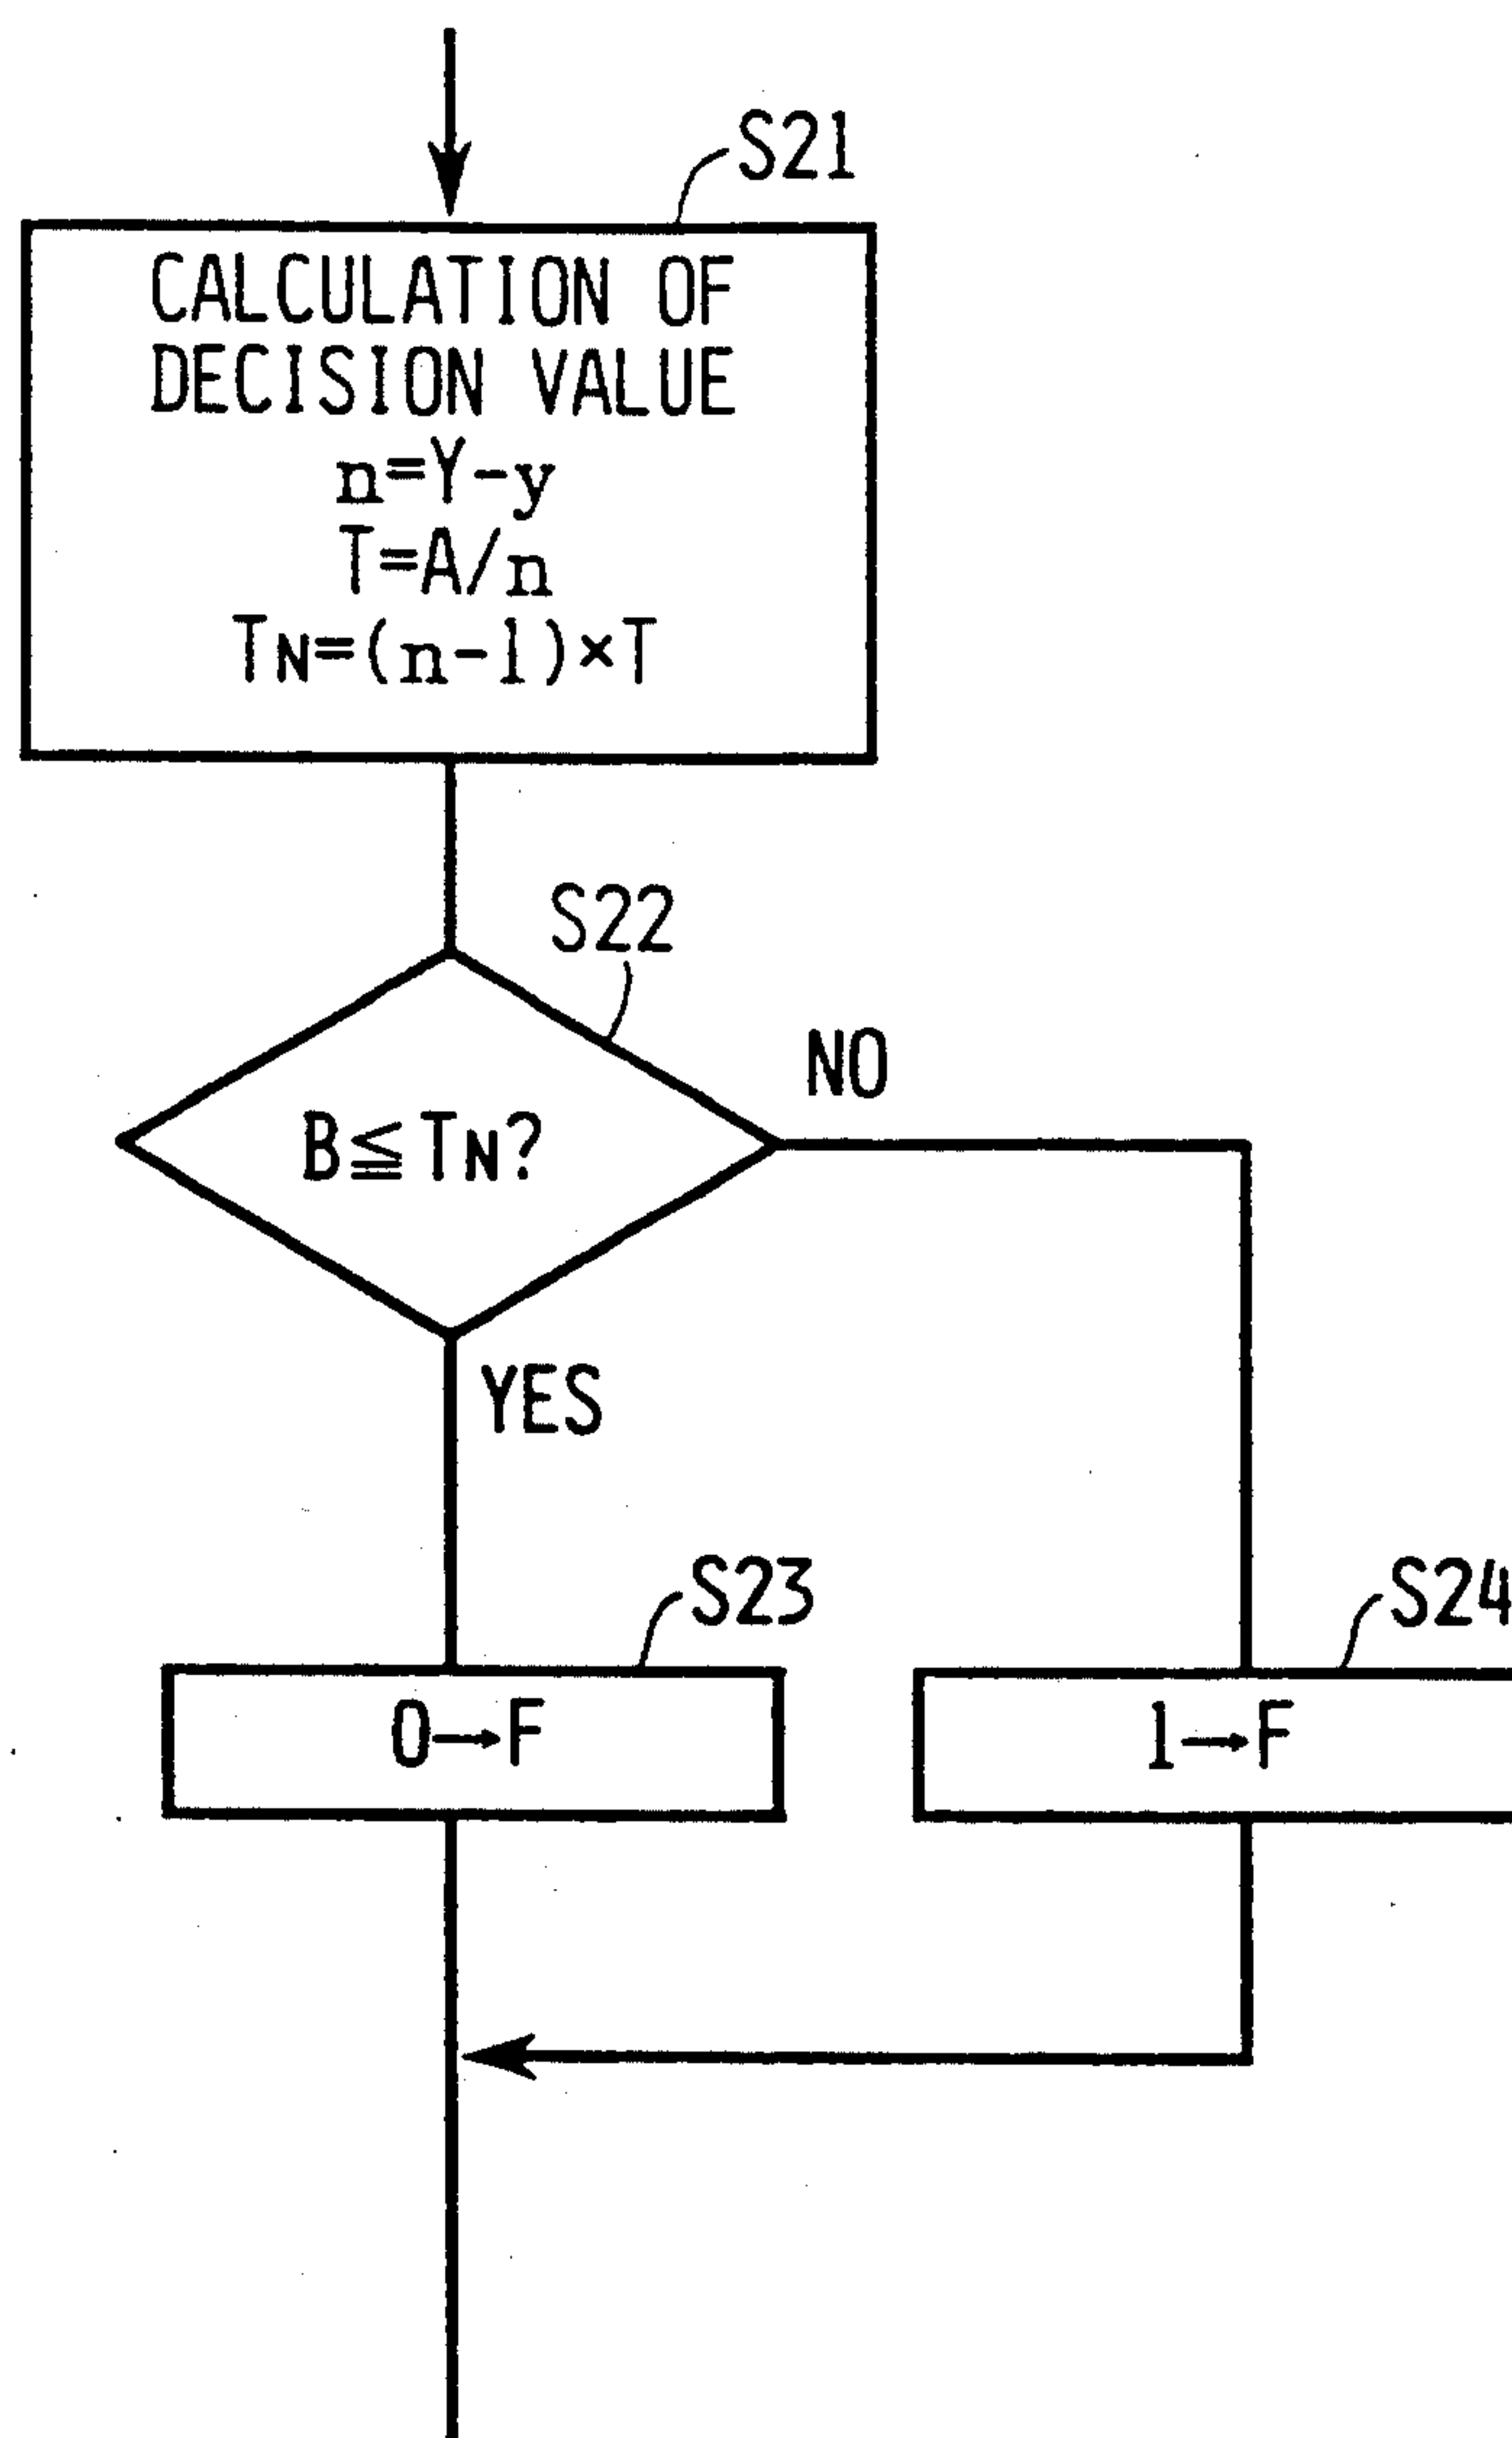 S21
CALCULATION OF
DECISION VALUE
n=Y-y
T=A/n
TN=(n-1)×T
S22
NO
B≦TN?
YES
S23
S24
0→F
1→F